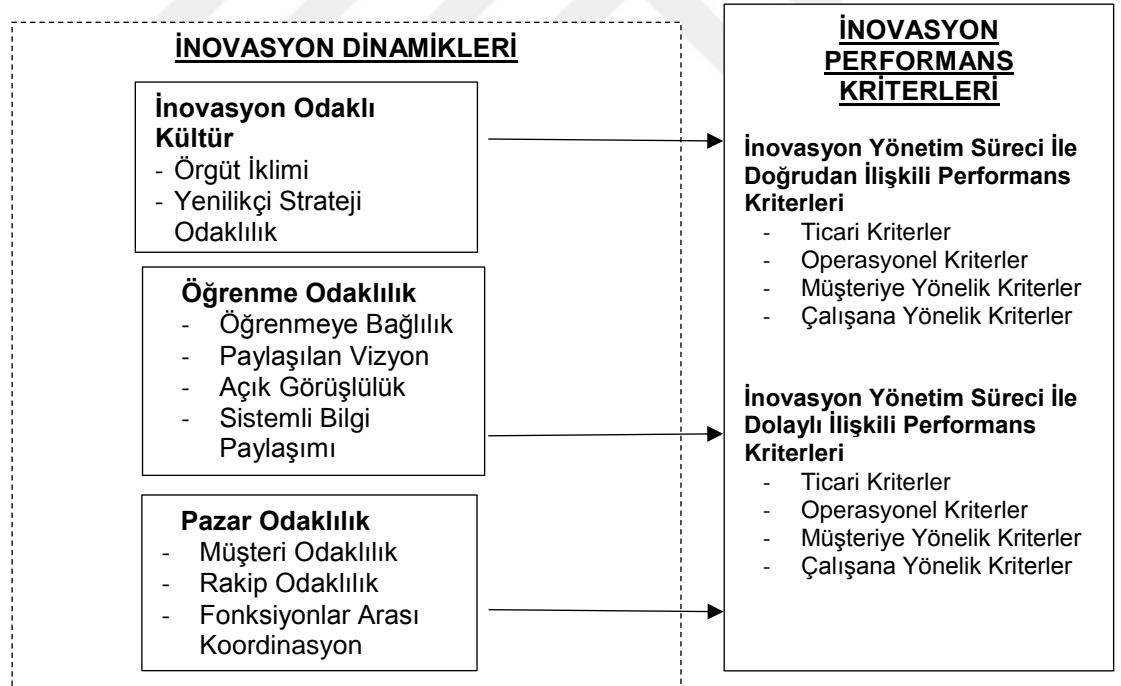 İNOVASYON DİNAMİKLERİ
İnovasyon Odaklı
Kültür
- Örgüt İklimi
- Yenilikçi Strateji
Odaklılık
Öğrenme Odaklılık
- Öğrenmeye Bağlılık
- Paylaşılan Vizyon
- Açık Görüşlülük
- Sistemli Bilgi
Paylaşımı
Pazar Odaklılık
- Müşteri Odaklılık
- Rakip Odaklılık
- Fonksiyonlar Arası
Koordinasyon
İNOVASYON
PERFORMANS
KRİTERLERİ
İnovasyon Yönetim Süreci İle
Doğrudan İlişkili Performans
Kriterleri
- Ticari Kriterler
- Operasyonel Kriterler
- Müşteriye Yönelik Kriterler
- Çalışana Yönelik Kriterler
İnovasyon Yönetim Süreci İle
Dolaylı İlişkili Performans
Kriterleri
- Ticari Kriterler
- Operasyonel Kriterler
- Müşteriye Yönelik Kriterler
- Çalışana Yönelik Kriterler